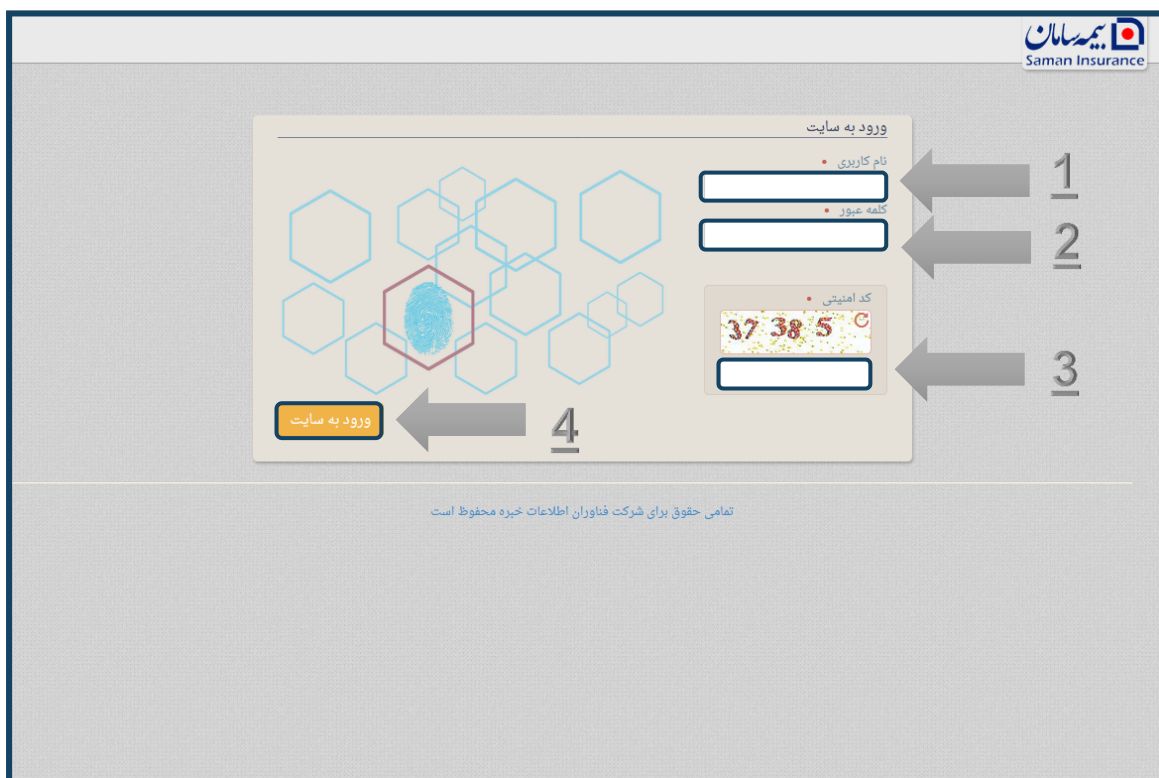 بیمه سامان
Saman Insurance
ورود به سایت
نام کاربری •
1
کلمه عبور •
2
کد امنیتی •
37 38 5
3
ورود به سایت
4
تمامی حقوق برای شرکت فناوران اطلاعات خبره محفوظ است